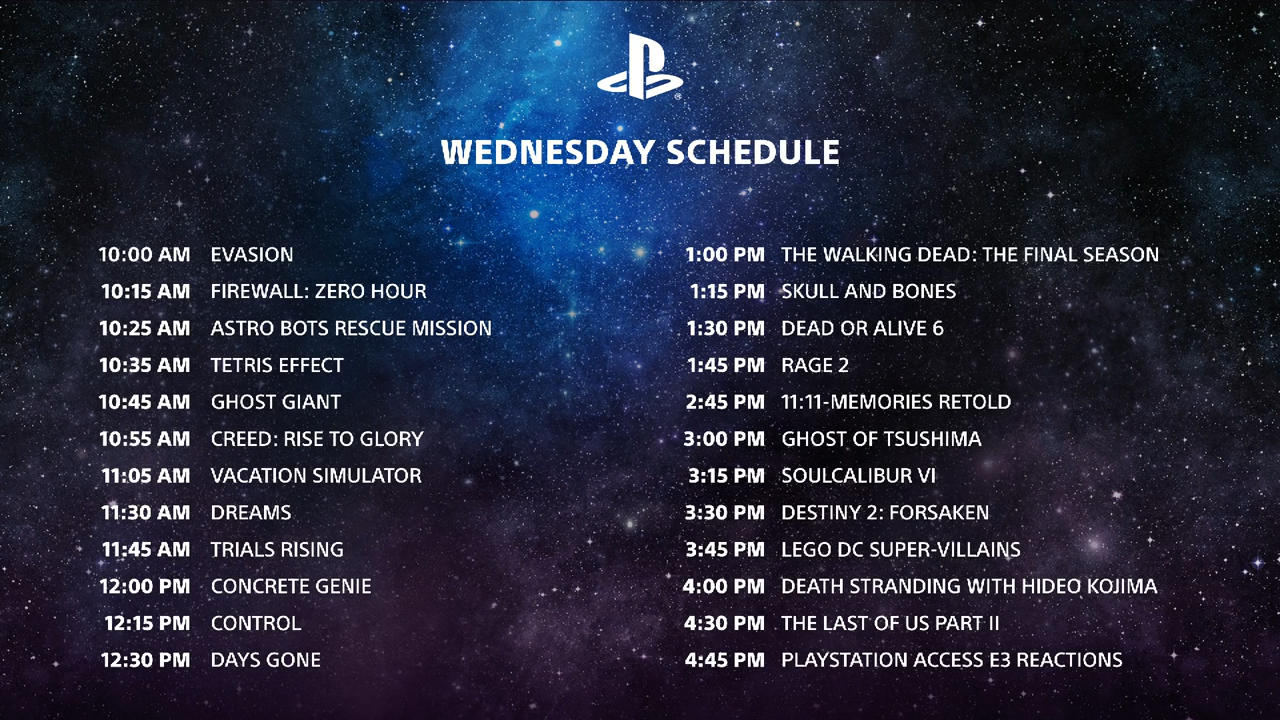 WEDNESDAY SCHEDULE
10:00 AM EVASION
10:15 AM FIREWALL: ZERO HOUR
10:25 AM ASTRO BOTS RESCUE MISSION
10:35 AM TETRIS EFFECT
10:45 AM GHOST GIANT
10:55 AM CREED: RISE TO GLORY
11:05 AM VACATION SIMULATOR
11:30 AM DREAMS
11:45 AM TRIALS RISING
12:00 PM CONCRETE GENIE
12:15 PM CONTROL
12:30 PM DAYS GONE
1:00 PM THE WALKING DEAD: THE FINAL SEASON
1:15 PM SKULL AND BONES
1:30 PM DEAD OR ALIVE 6
1:45 PM RAGE 2
2:45 PM 11:11-MEMORIES RETOLD
3:00 PM GHOST OF TSUSHIMA
3:15 PM SOULCALIBUR VI
3:30 PM DESTINY 2: FORSAKEN
3:45 PM LEGO DC SUPER-VILLAINS
4:00 PM DEATH STRANDING WITH HIDEO KOJIMA
4:30 PM THE LAST OF US PART II
4:45 PM PLAYSTATION ACCESS E3 REACTIONS